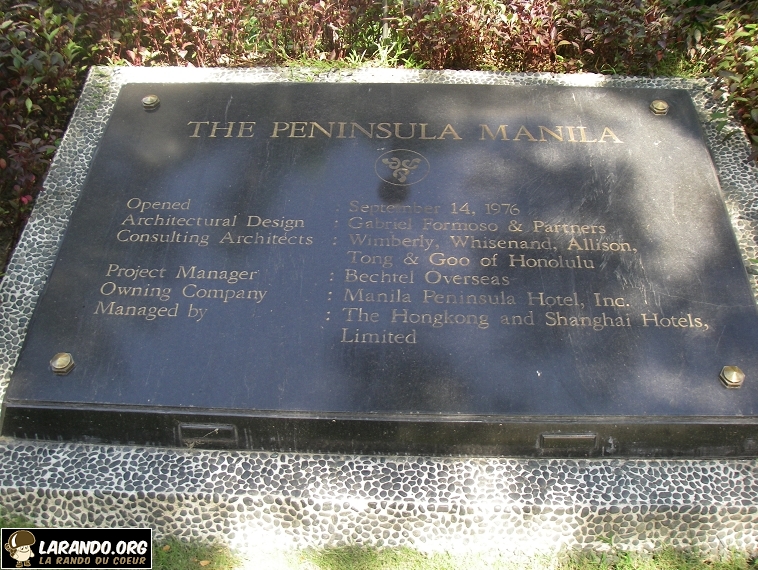 THE PENINSULA MANILA
Opened : September 14, 1976
Architectural Design : Gabriel Formoso & Partners
Consulting Architects : Wimberly, Whisenand, Allison,
Tong & Goo of Honolulu
Project Manager : Bechtel Overseas
Owning Company : Manila Peninsula Hotel, Inc.
Managed by : The Hongkong and Shanghai Hotels,
Limited
LARANDO.ORG
LA RANDO DU COEUR